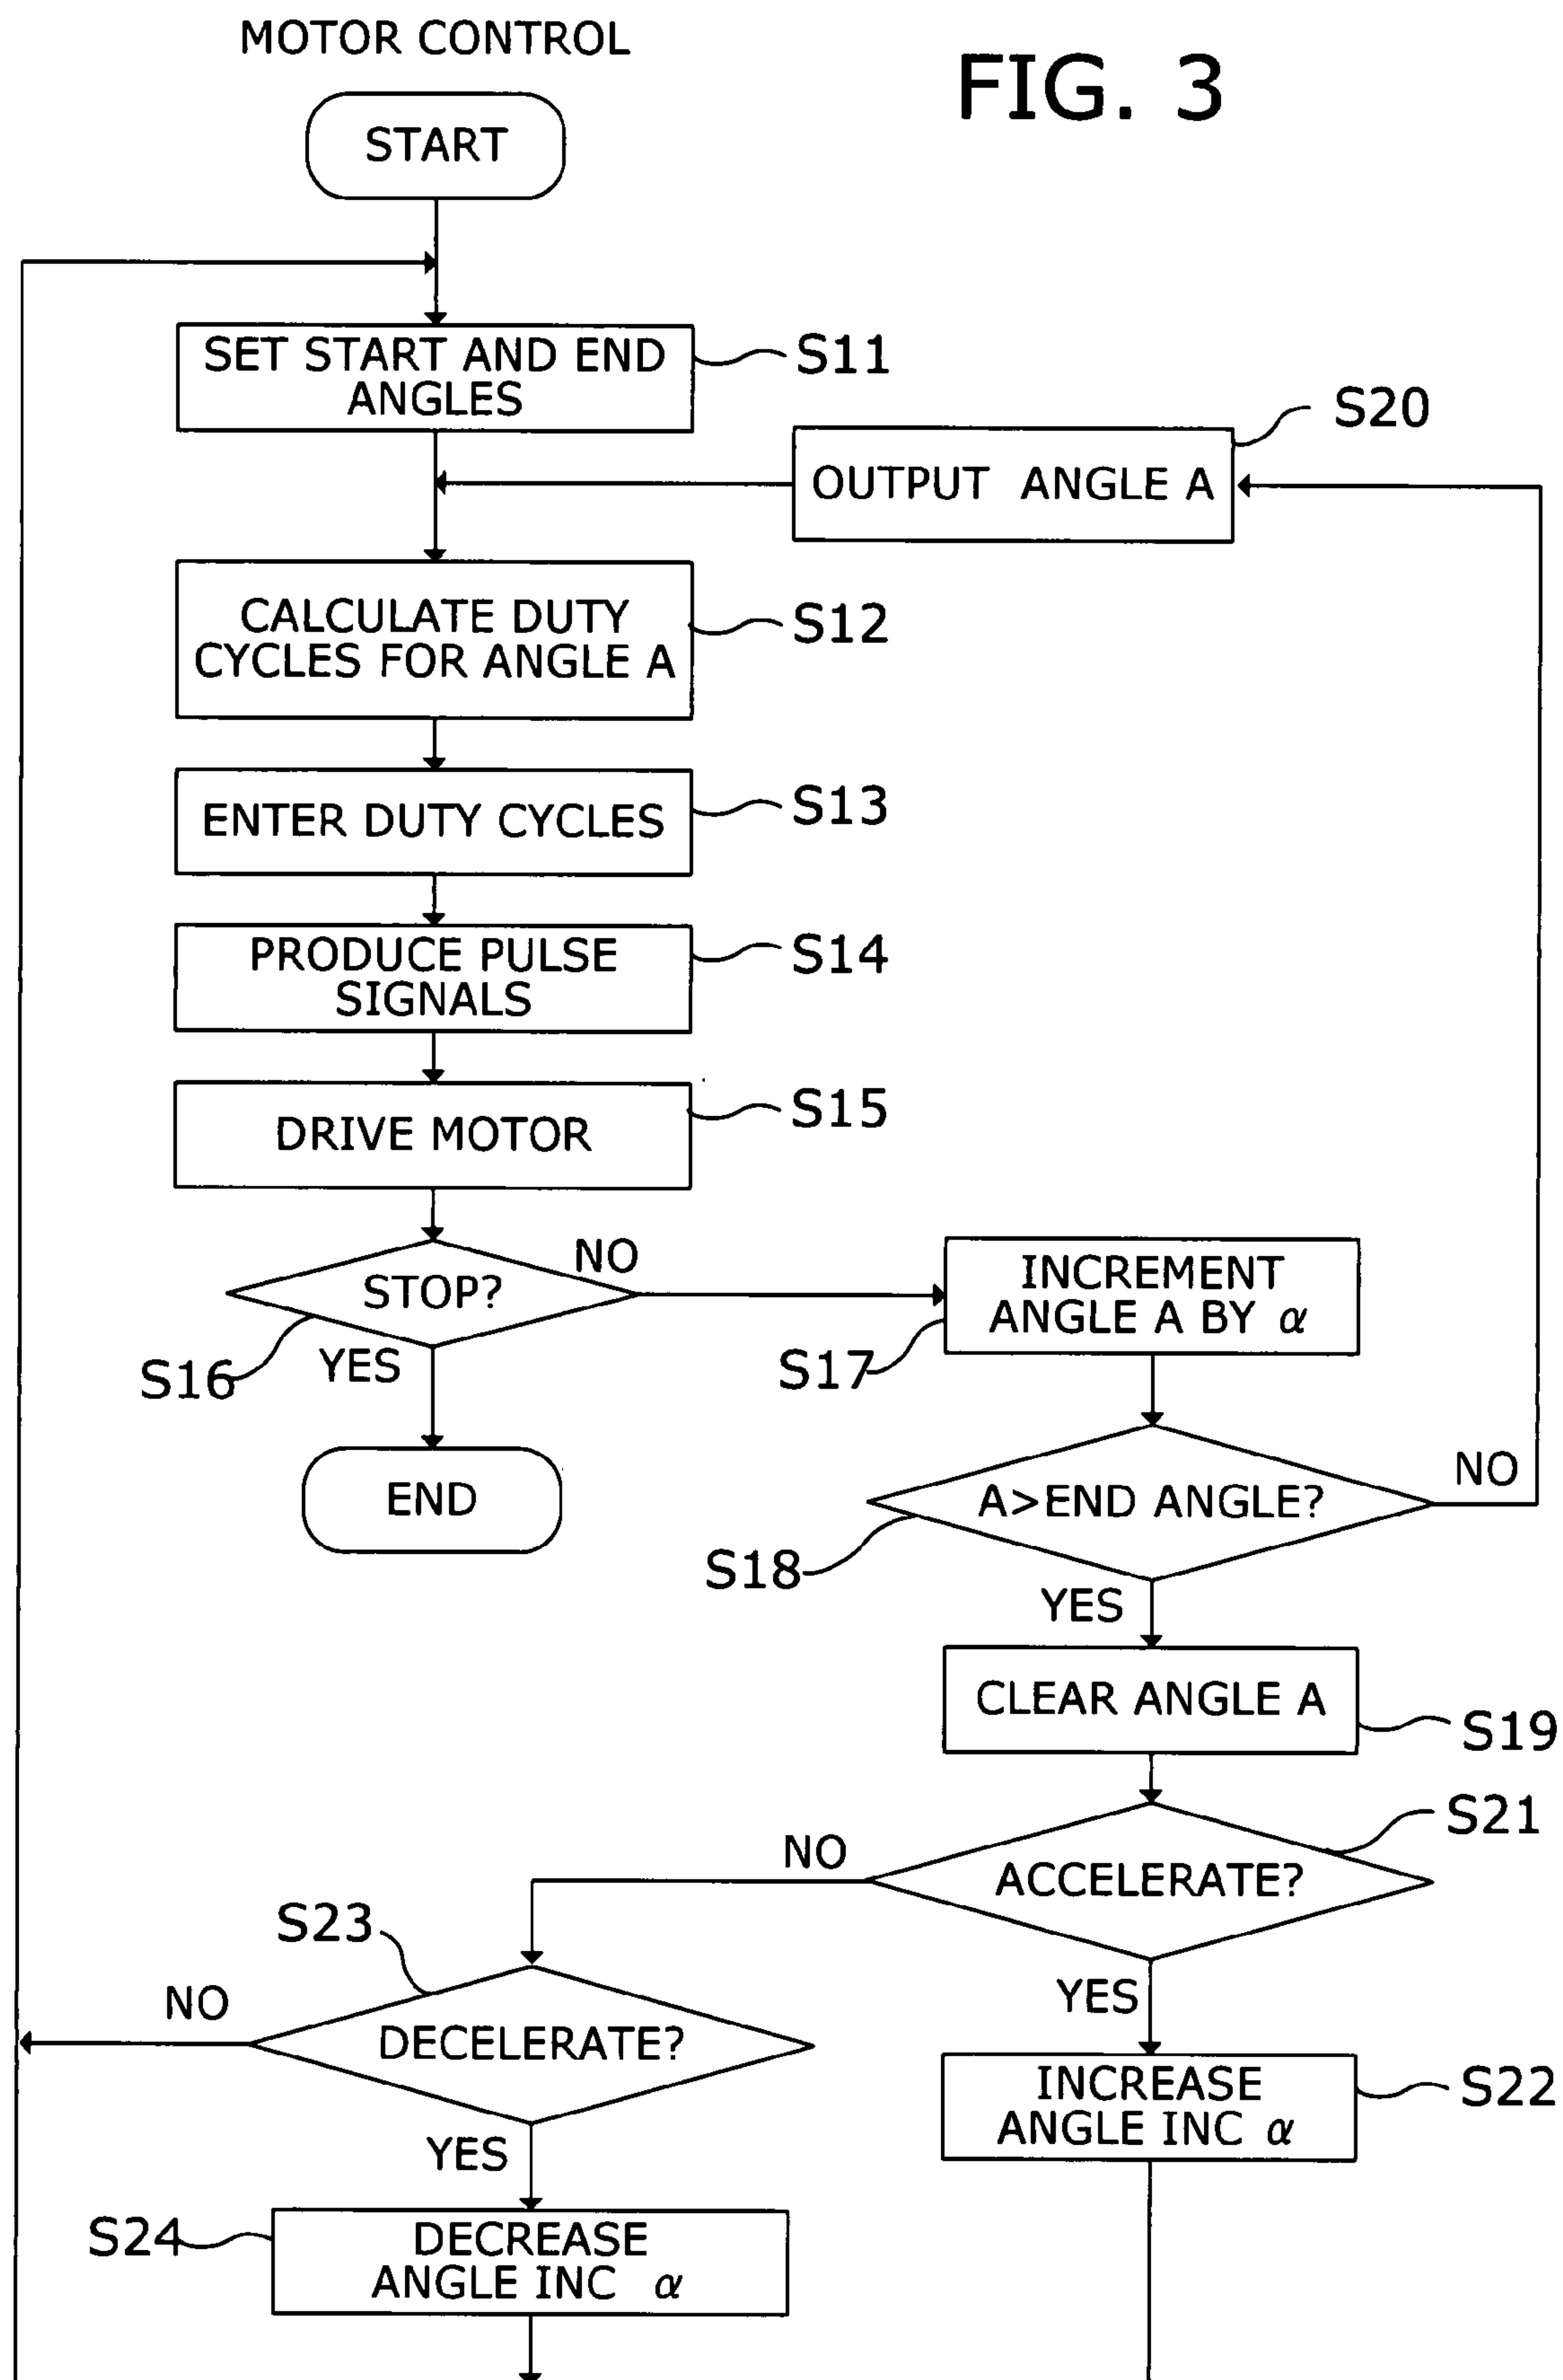 MOTOR CONTROL
FIG. 3
START
SET START AND END
ANGLES
S11
S20
OUTPUT ANGLE A
CALCULATE DUTY
CYCLES FOR ANGLE A
S12
ENTER DUTY CYCLES
S13
PRODUCE PULSE
SIGNALS
S14
DRIVE MOTOR
S15
STOP?
NO
S16
YES
INCREMENT
ANGLE A BY α
S17
END
A>END ANGLE?
NO
S18
YES
CLEAR ANGLE A
S19
ACCELERATE?
S21
NO
YES
S23
DECELERATE?
NO
YES
INCREASE
ANGLE INC α
S22
S24
DECREASE
ANGLE INC α